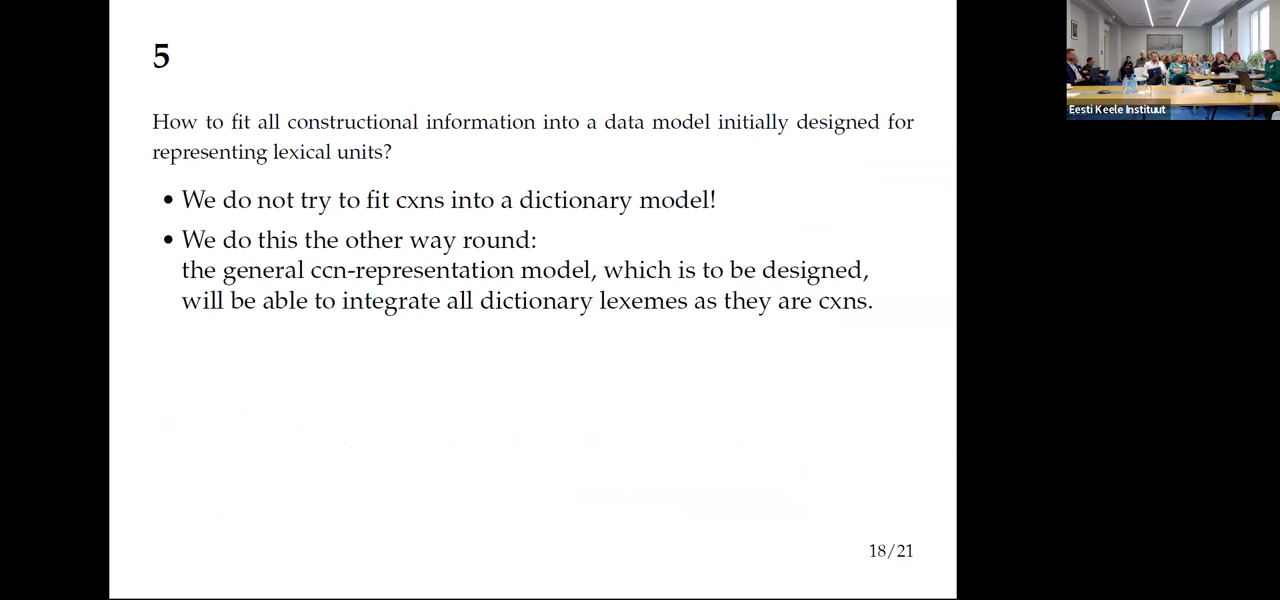 5
How to fit all constructional information into a data model initially designed for
representing lexical units?
• We do not try to fit cxns into a dictionary model!
• We do this the other way round:
the general ccn-representation model, which is to be designed,
will be able to integrate all dictionary lexemes as they are cxns.
18/21
Eesti Keele Instituut